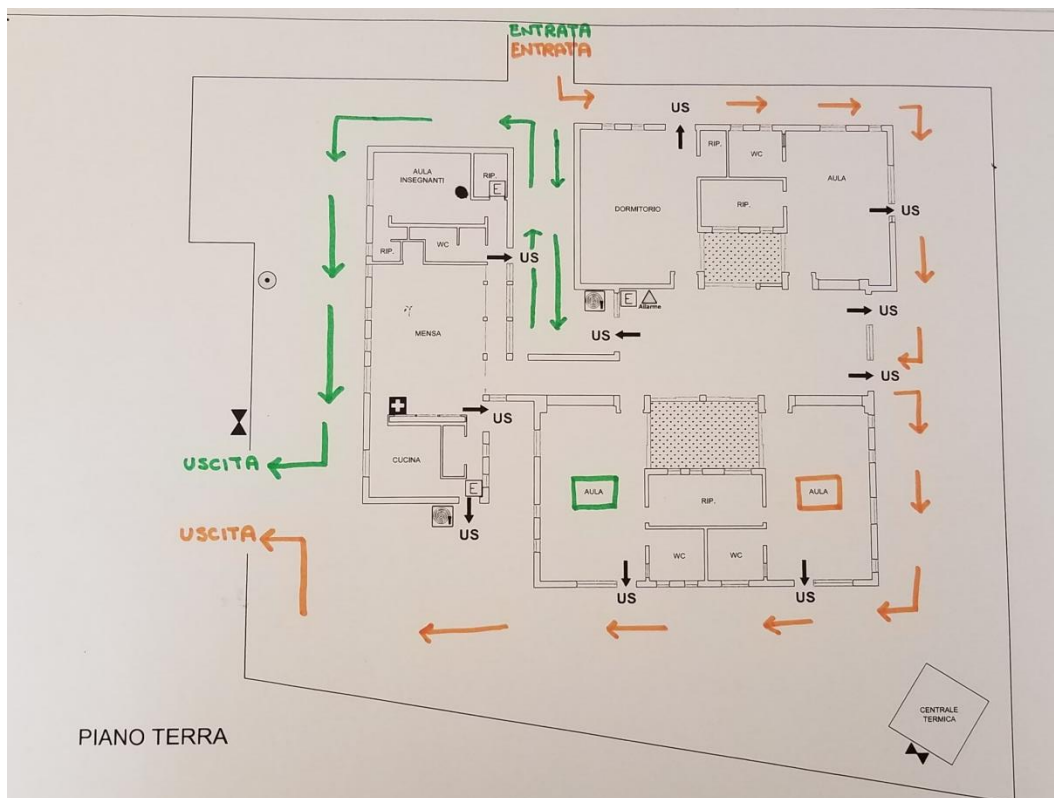 ENTRATA
ENTRATA
US
RIP.
WC
AULA
INSEGNANTI
RIP.
E
DORMITORIO
RIP.
AULA
US
RIP.
WC
US
E
Allarme
US
MENSA
US
US
US
CUCINA
USCITA
AULA
RIP.
AULA
E
USCITA
US
WC
WC
US
US
CENTRALE
TERMICA
PIANO TERRA